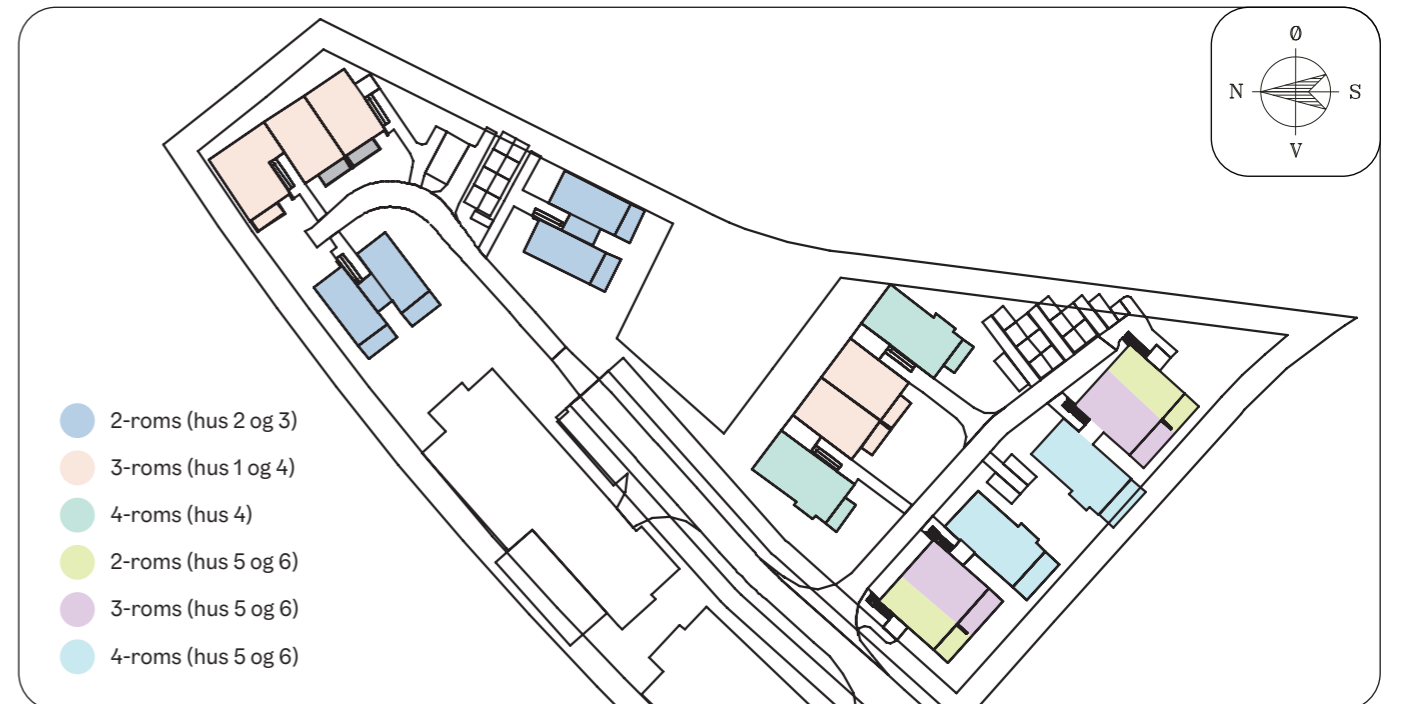 Ø
N S
V
2-roms (hus 2 og 3)
3-roms (hus 1 og 4)
4-roms (hus 4)
2-roms (hus 5 og 6)
3-roms (hus 5 og 6)
4-roms (hus 5 og 6)